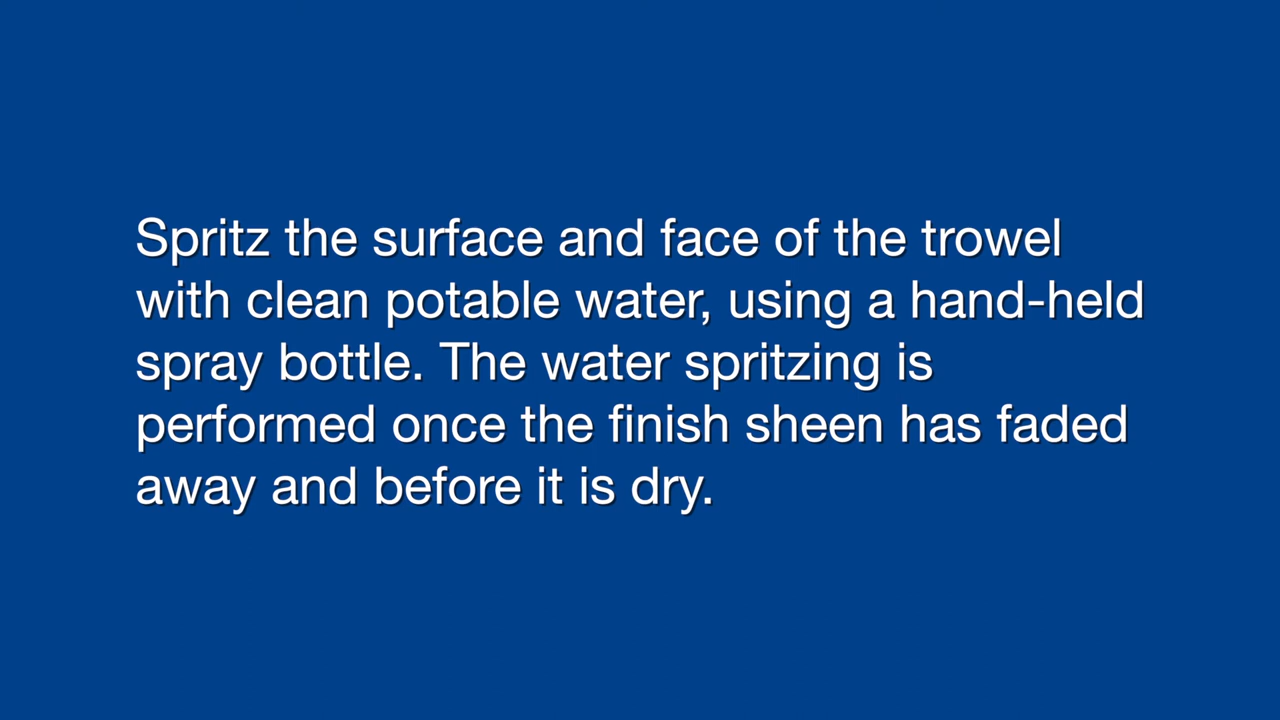 Spritz the surface and face of the trowel
with clean potable water, using a hand-held
spray bottle. The water spritzing is
performed once the finish sheen has faded
away and before it is dry.